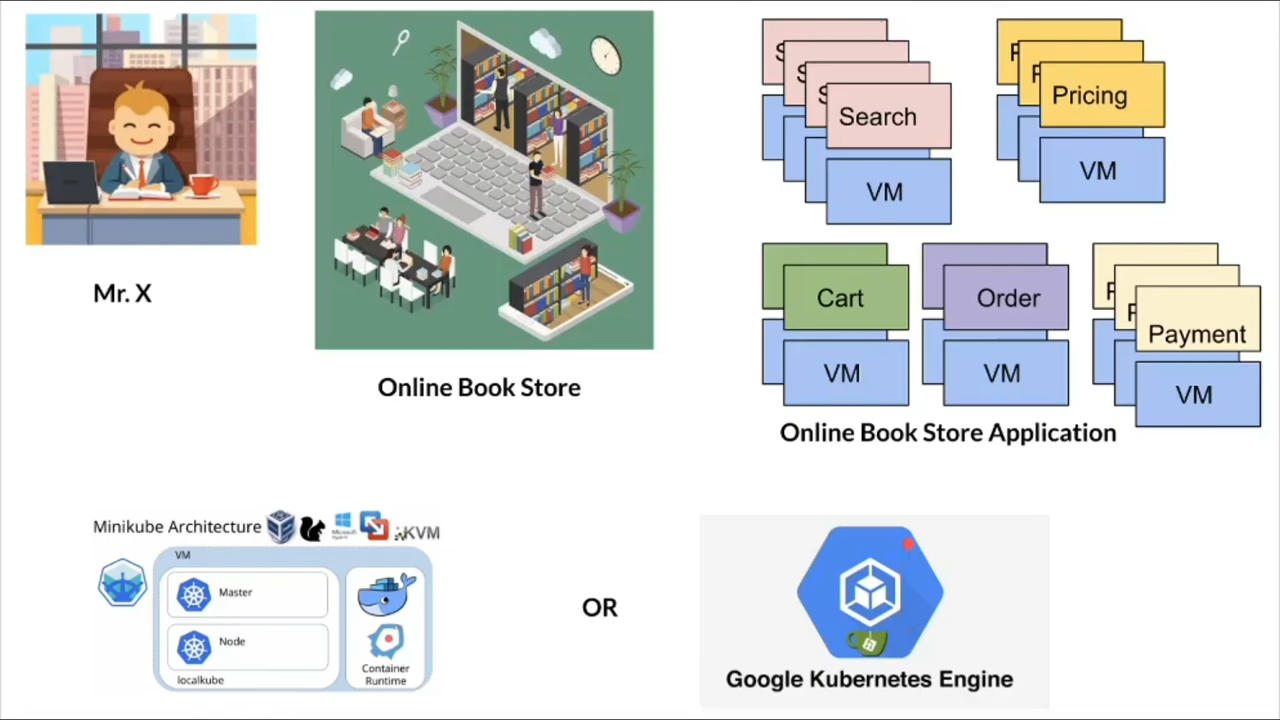 S
S
S
Search
VM
P
P
Pricing
VM
Mr. X
Online Book Store
Cart
VM
Order
VM
P
P
Payment
VM
Online Book Store Application
Minikube Architecture
Microsoft
KVM
VM
Master
Node
localkube
Container
Runtime
OR
Google Kubernetes Engine